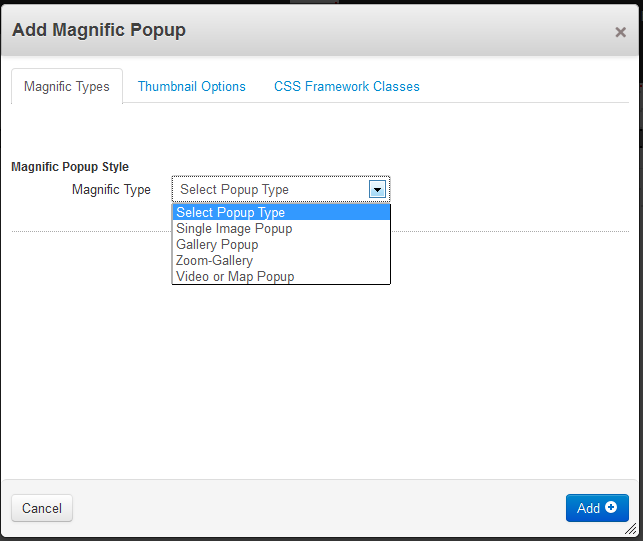 Add Magnific Popup ×
Magnific Types Thumbnail Options CSS Framework Classes
Magnific Popup Style
Magnific Type Select Popup Type
Select Popup Type
Single Image Popup
Gallery Popup
Zoom-Gallery
Video or Map Popup
Cancel Add